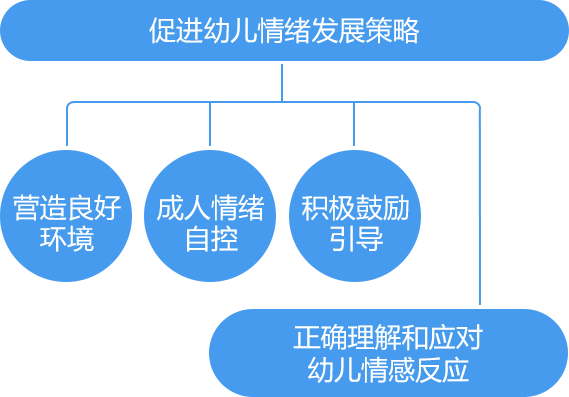 促进幼儿情绪发展策略
营造良好
环境
成人情绪
自控
积极鼓励
引导
正确理解和应对
幼儿情感反应